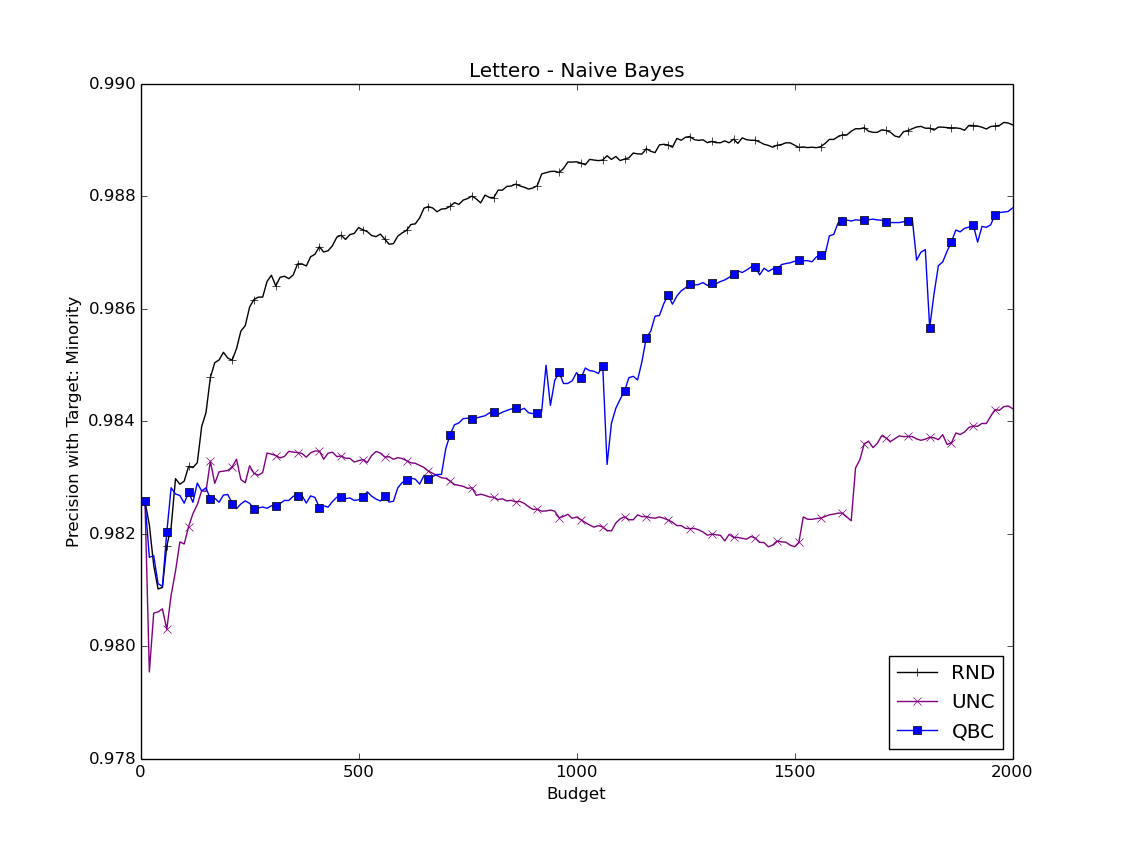 Lettero - Naive Bayes
0.990
0.988
0.986
0.984
0.982
0.980
0.978
Precision with Target: Minority
0 500 1000 1500 2000
Budget
RND
UNC
QBC